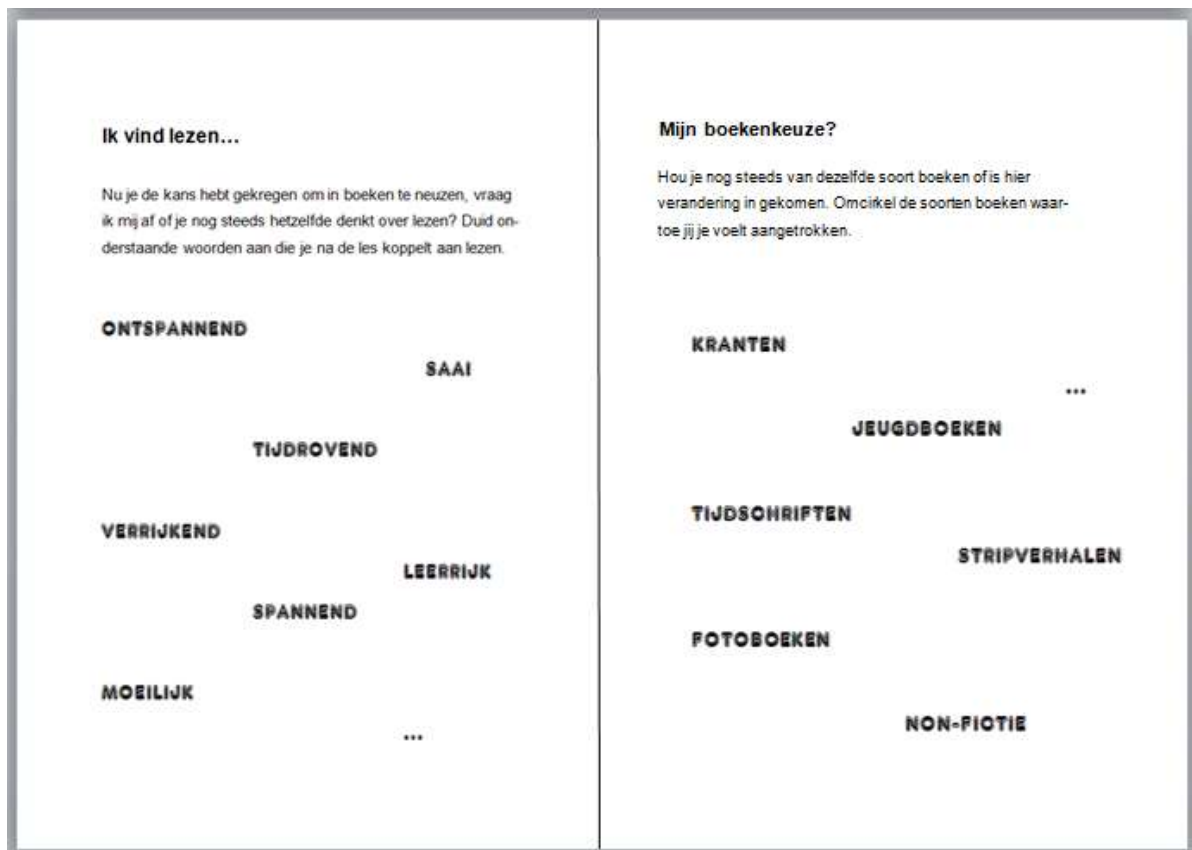 Ik vind lezen...
Nu je de kans hebt gekregen om in boeken te neuzen, vraag
ik mij af of je nog steeds hetzelfde denkt over lezen? Duid on-
derstaande woorden aan die je na de les koppelt aan lezen.
ONTSPANNEND
SAAI
TIJDROVEND
VERRIJKEND
LEERRIJK
SPANNEND
MOEILIJK
...
Mijn boekenkeuze?
Hou je nog steeds van dezelfde soort boeken of is hier
verandering in gekomen. Omcirkel de soorten boeken waar-
toe jij je voelt aangetrokken.
KRANTEN
...
JEUGDBOEKEN
TIJDSCHRIFTEN
STRIPVERHALEN
FOTOBOEKEN
NON-FICTIE